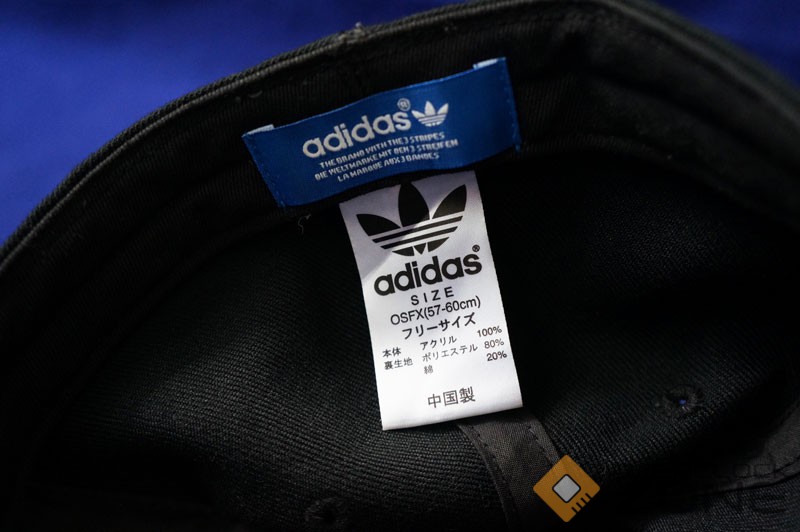 adidas®
THE BRAND WITH THE 3 STRIPES
DIE WELTMARKE MIT DEN 3 STREIFEN
LA MARQUE AUX 3 BANDES
adidas®
SIZE
OSFX(57-60cm)
フリーサイズ
本体 アクリル 100%
裏生地 ポリエステル 80%
綿 20%
中国製